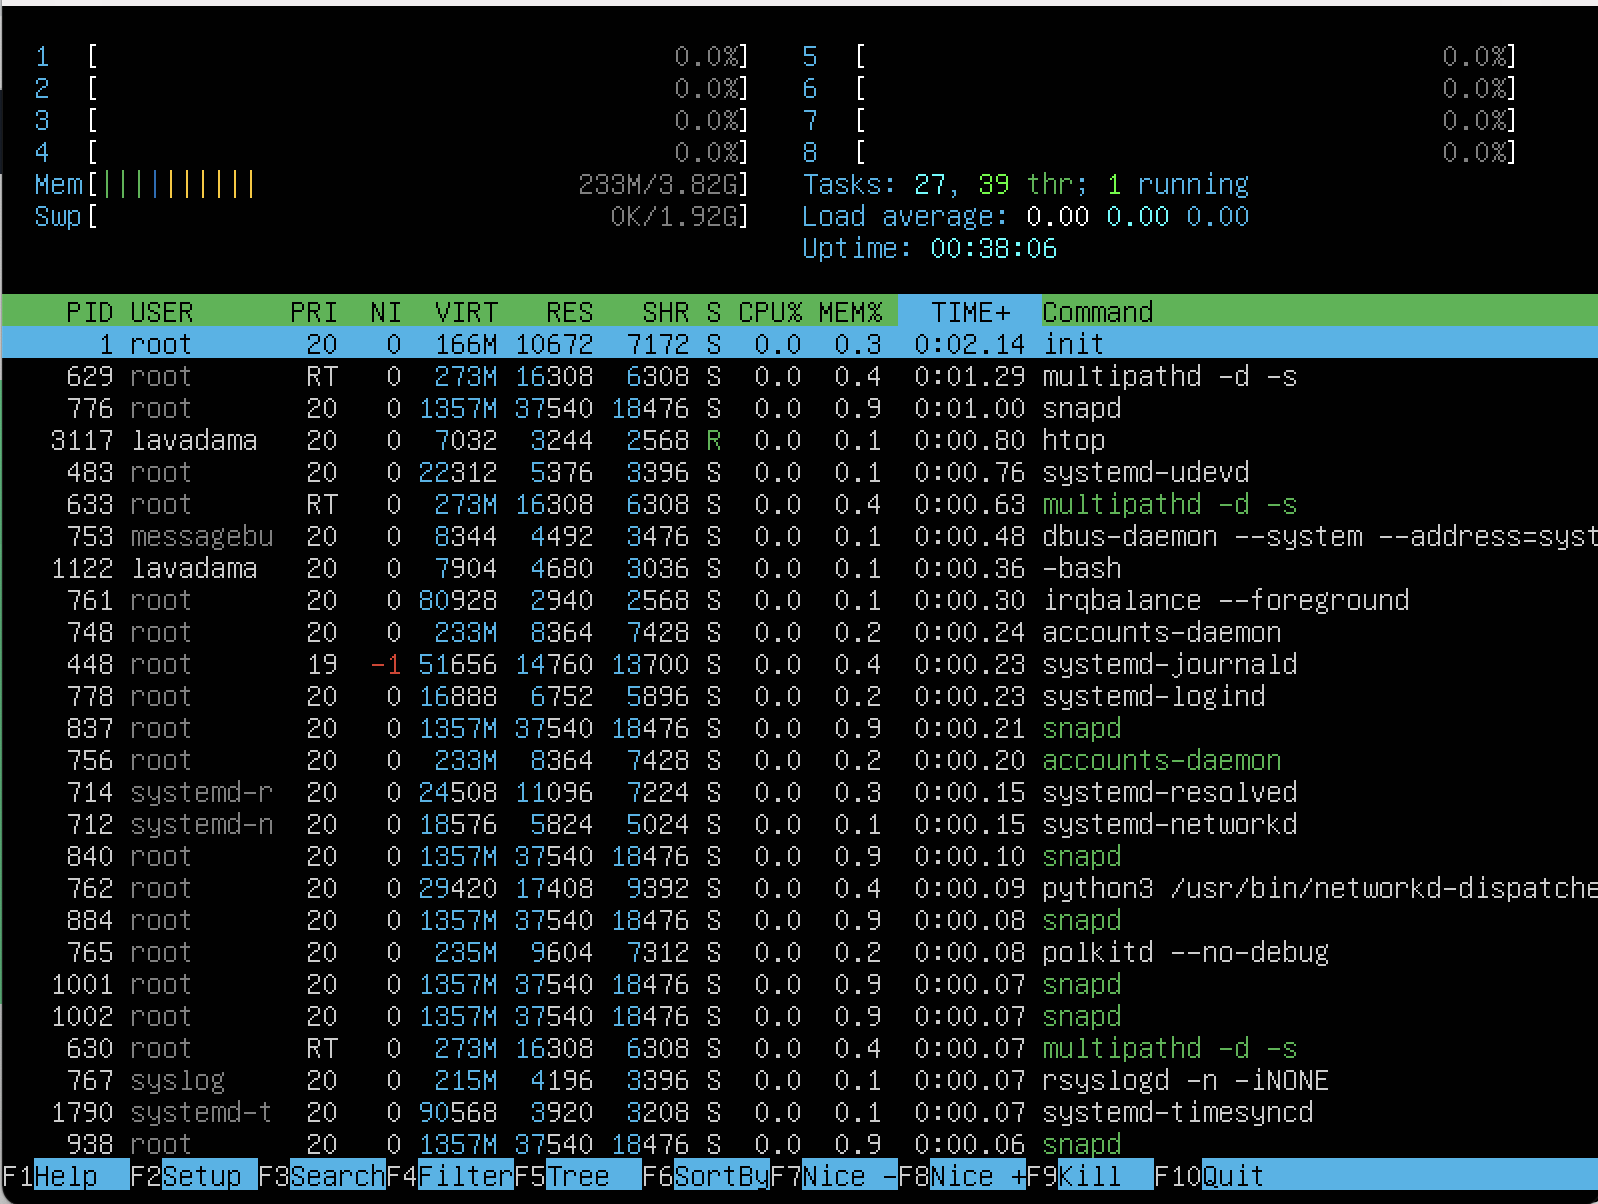 1 [ 0.0%] 5 [ 0.0%]
2 [ 0.0%] 6 [ 0.0%]
3 [ 0.0%] 7 [ 0.0%]
4 [ 0.0%] 8 [ 0.0%]
Mem[|||||||||| 233M/3.82G] Tasks: 27, 39 thr; 1 running
Swp[ 0K/1.92G] Load average: 0.00 0.00 0.00
Uptime: 00:38:06
PID USER PRI NI VIRT RES SHR S CPU% MEM% TIME+ Command
1 root 20 0 166M 10672 7172 S 0.0 0.3 0:02.14 init
629 root RT 0 273M 16308 6308 S 0.0 0.4 0:01.29 multipathd -d -s
776 root 20 0 1357M 37540 18476 S 0.0 0.9 0:01.00 snapd
3117 lavadama 20 0 7032 3244 2568 R 0.0 0.1 0:00.80 htop
483 root 20 0 22312 5376 3396 S 0.0 0.1 0:00.76 systemd-udevd
633 root RT 0 273M 16308 6308 S 0.0 0.4 0:00.63 multipathd -d -s
753 messagebu 20 0 8344 4492 3476 S 0.0 0.1 0:00.48 dbus-daemon --system --address=syst
1122 lavadama 20 0 7904 4680 3036 S 0.0 0.1 0:00.36 -bash
761 root 20 0 80928 2940 2568 S 0.0 0.1 0:00.30 irqbalance --foreground
748 root 20 0 233M 8364 7428 S 0.0 0.2 0:00.24 accounts-daemon
448 root 19 -1 51656 14760 13700 S 0.0 0.4 0:00.23 systemd-journald
778 root 20 0 16888 6752 5896 S 0.0 0.2 0:00.23 systemd-logind
837 root 20 0 1357M 37540 18476 S 0.0 0.9 0:00.21 snapd
756 root 20 0 233M 8364 7428 S 0.0 0.2 0:00.20 accounts-daemon
714 systemd-r 20 0 24508 11096 7224 S 0.0 0.3 0:00.15 systemd-resolved
712 systemd-n 20 0 18576 5824 5024 S 0.0 0.1 0:00.15 systemd-networkd
840 root 20 0 1357M 37540 18476 S 0.0 0.9 0:00.10 snapd
762 root 20 0 29420 17408 9392 S 0.0 0.4 0:00.09 python3 /usr/bin/networkd-dispatche
884 root 20 0 1357M 37540 18476 S 0.0 0.9 0:00.08 snapd
765 root 20 0 235M 9604 7312 S 0.0 0.2 0:00.08 polkitd --no-debug
1001 root 20 0 1357M 37540 18476 S 0.0 0.9 0:00.07 snapd
1002 root 20 0 1357M 37540 18476 S 0.0 0.9 0:00.07 snapd
630 root RT 0 273M 16308 6308 S 0.0 0.4 0:00.07 multipathd -d -s
767 syslog 20 0 215M 4196 3396 S 0.0 0.1 0:00.07 rsyslogd -n -iNONE
1790 systemd-t 20 0 90568 3920 3208 S 0.0 0.1 0:00.07 systemd-timesyncd
938 root 20 0 1357M 37540 18476 S 0.0 0.9 0:00.06 snapd
F1Help F2Setup F3SearchF4FilterF5Tree F6SortByF7Nice -F8Nice +F9Kill F10Quit